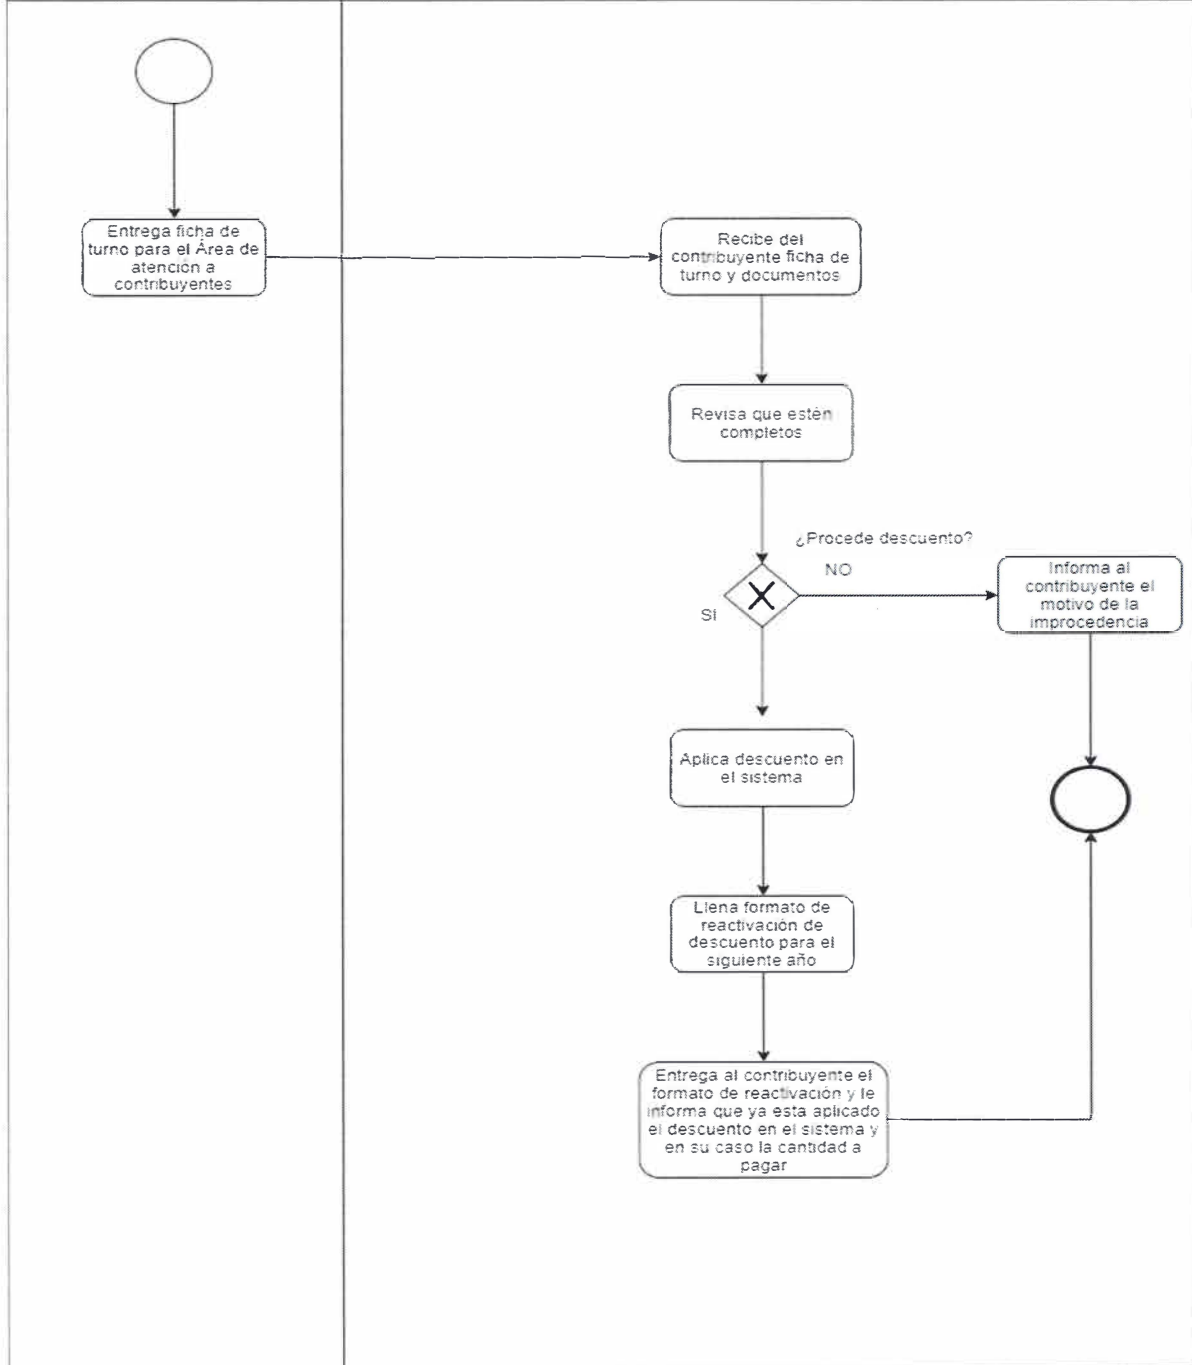 Entrega ficha de
turno para el Área de
atención a
contribuyentes
Recibe del
contribuyente ficha de
turno y documentos
Revisa que estén
completos
¿Procede descuento?
NO
SI
Informa al
contribuyente el
motivo de la
improcedencia
Aplica descuento en
el sistema
Llena formato de
reactivación de
descuento para el
siguiente año
Entrega al contribuyente el
formato de reactivación y le
informa que ya esta aplicado
el descuento en el sistema y
en su caso la cantidad a
pagar